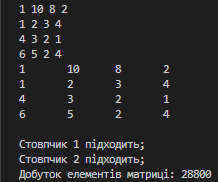 1 10 8 2
1 2 3 4
4 3 2 1
6 5 2 4
1 10 8 2
1 2 3 4
4 3 2 1
6 5 2 4
Стовпчик 1 підходить;
Стовпчик 2 підходить;
Добуток елементів матриці: 28800